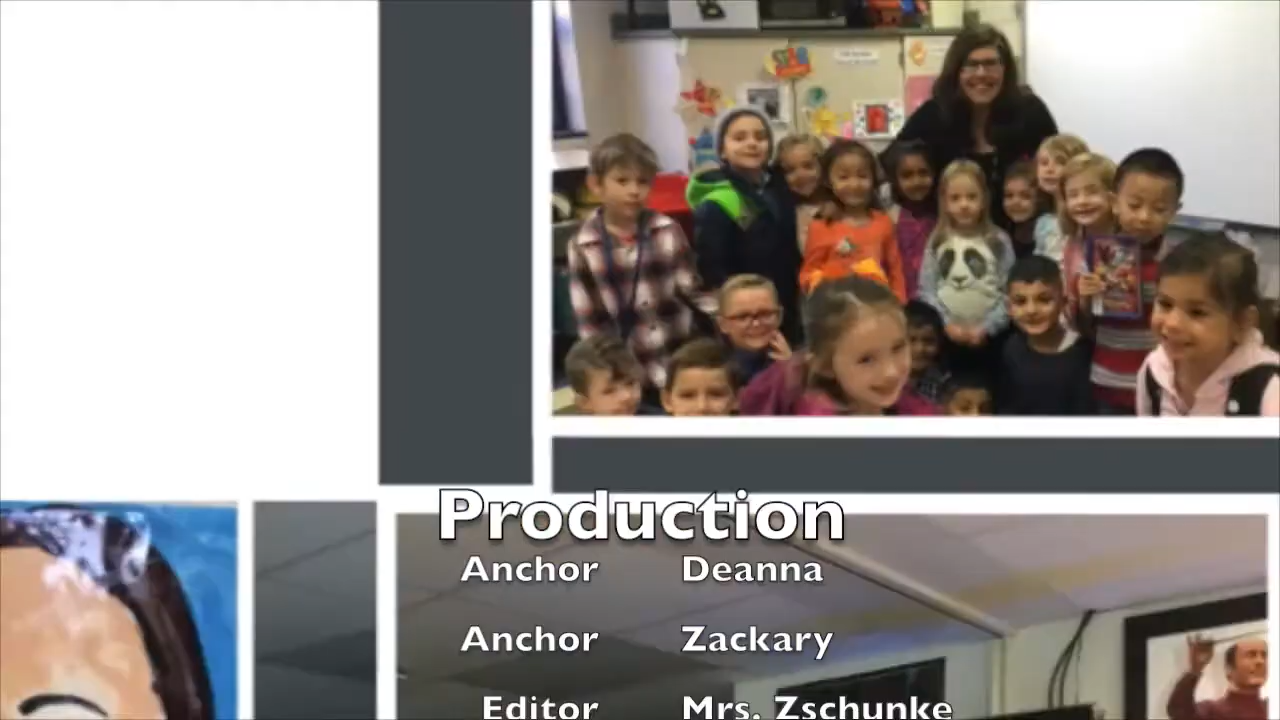 Production
Anchor Deanna
Anchor Zackary
Editor Mrs. Zschunke